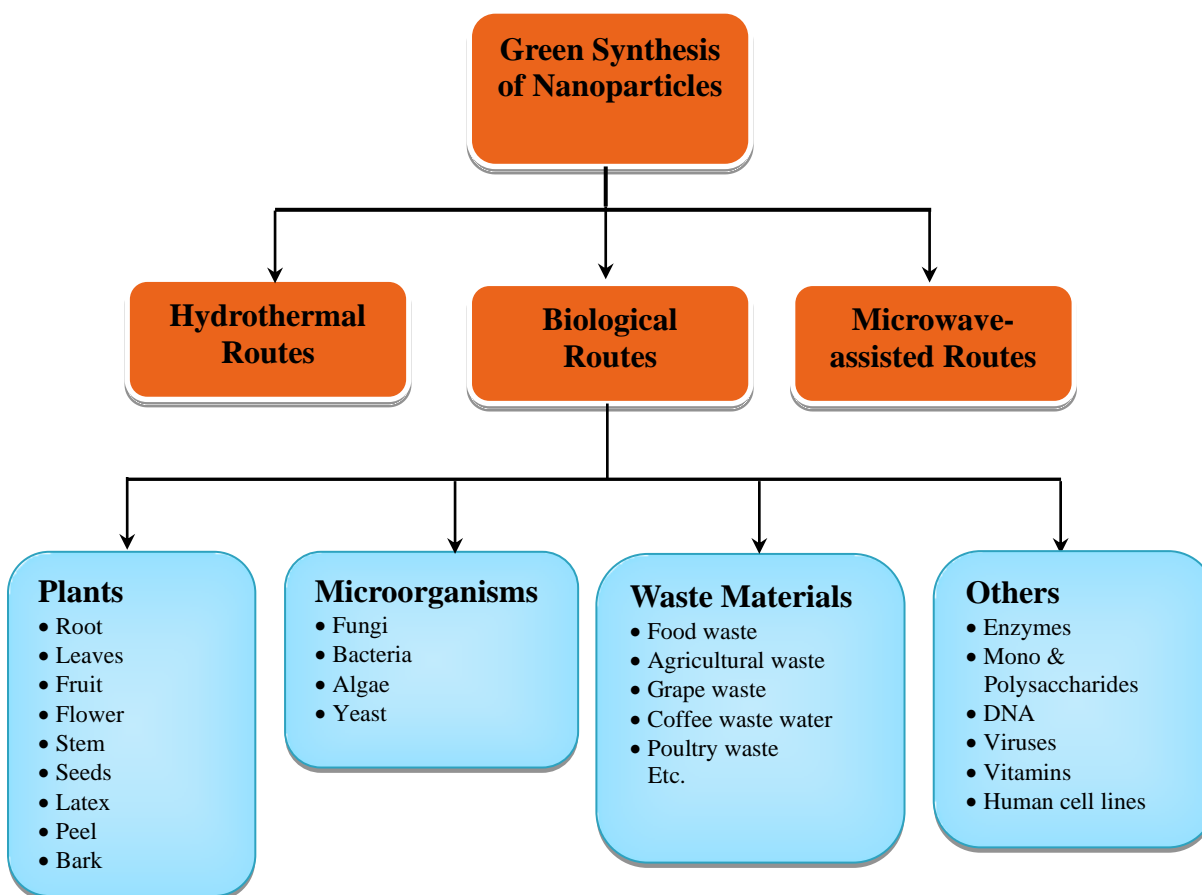 Green Synthesis
of Nanoparticles
Hydrothermal
Routes
Biological
Routes
Microwave-
assisted Routes
Plants
• Root
• Leaves
• Fruit
• Flower
• Stem
• Seeds
• Latex
• Peel
• Bark
Microorganisms
• Fungi
• Bacteria
• Algae
• Yeast
Waste Materials
• Food waste
• Agricultural waste
• Grape waste
• Coffee waste water
• Poultry waste
Etc.
Others
• Enzymes
• Mono &
Polysaccharides
• DNA
• Viruses
• Vitamins
• Human cell lines